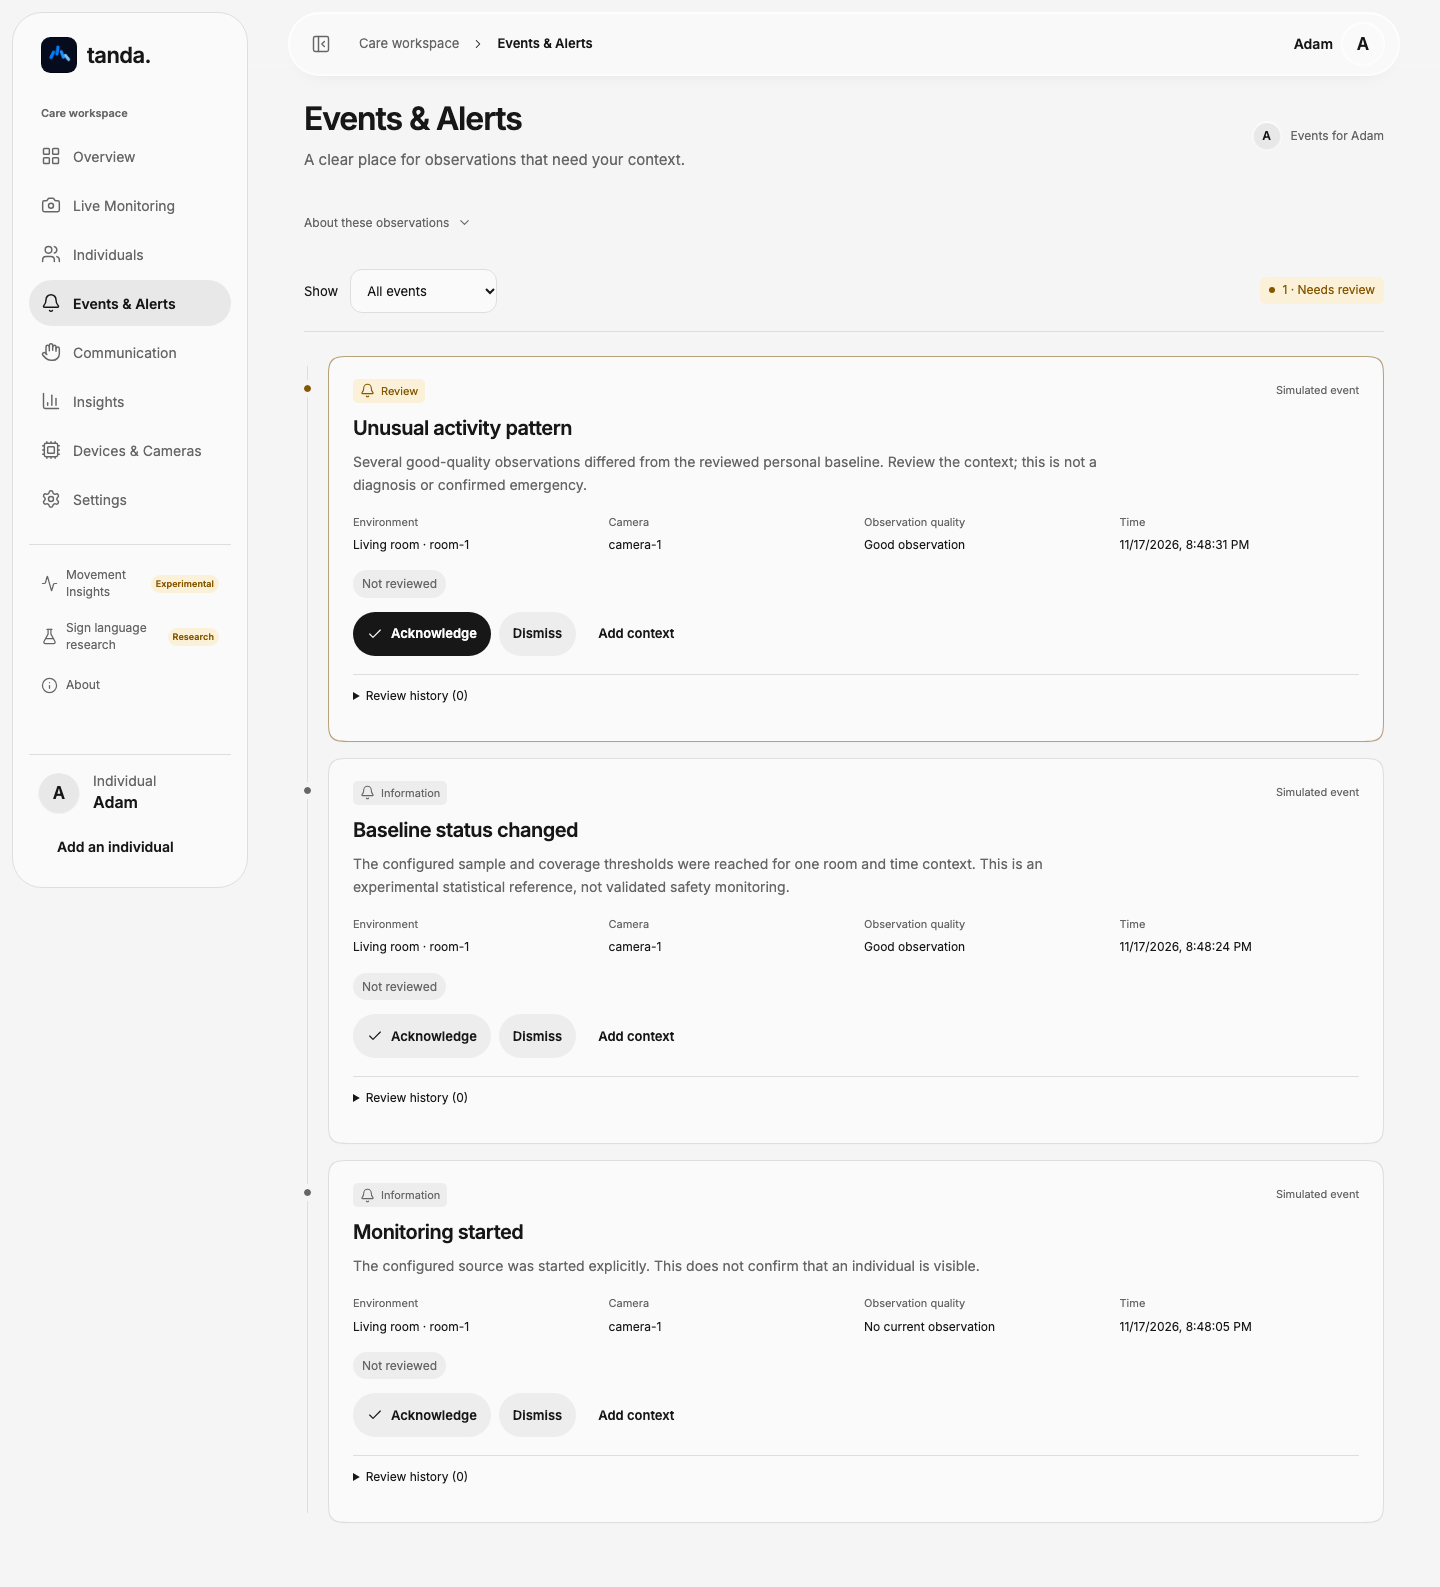 tanda.
Care workspace
Overview
Live Monitoring
Individuals
Events & Alerts
Communication
Insights
Devices & Cameras
Settings
Movement
Insights
Experimental
Sign language
research
Research
About
A
Individual
Adam
Add an individual
Care workspace
Events & Alerts
Adam
A
Events & Alerts
A clear place for observations that need your context.
A
Events for Adam
About these observations
Show
All events
1 · Needs review
Review
Simulated event
Unusual activity pattern
Several good-quality observations differed from the reviewed personal baseline. Review the context; this is not a
diagnosis or confirmed emergency.
Environment
Living room · room-1
Camera
camera-1
Observation quality
Good observation
Time
11/17/2026, 8:48:31 PM
Not reviewed
Acknowledge
Dismiss
Add context
Review history (0)
Information
Simulated event
Baseline status changed
The configured sample and coverage thresholds were reached for one room and time context. This is an
experimental statistical reference, not validated safety monitoring.
Environment
Living room · room-1
Camera
camera-1
Observation quality
Good observation
Time
11/17/2026, 8:48:24 PM
Not reviewed
Acknowledge
Dismiss
Add context
Review history (0)
Information
Simulated event
Monitoring started
The configured source was started explicitly. This does not confirm that an individual is visible.
Environment
Living room · room-1
Camera
camera-1
Observation quality
No current observation
Time
11/17/2026, 8:48:05 PM
Not reviewed
Acknowledge
Dismiss
Add context
Review history (0)